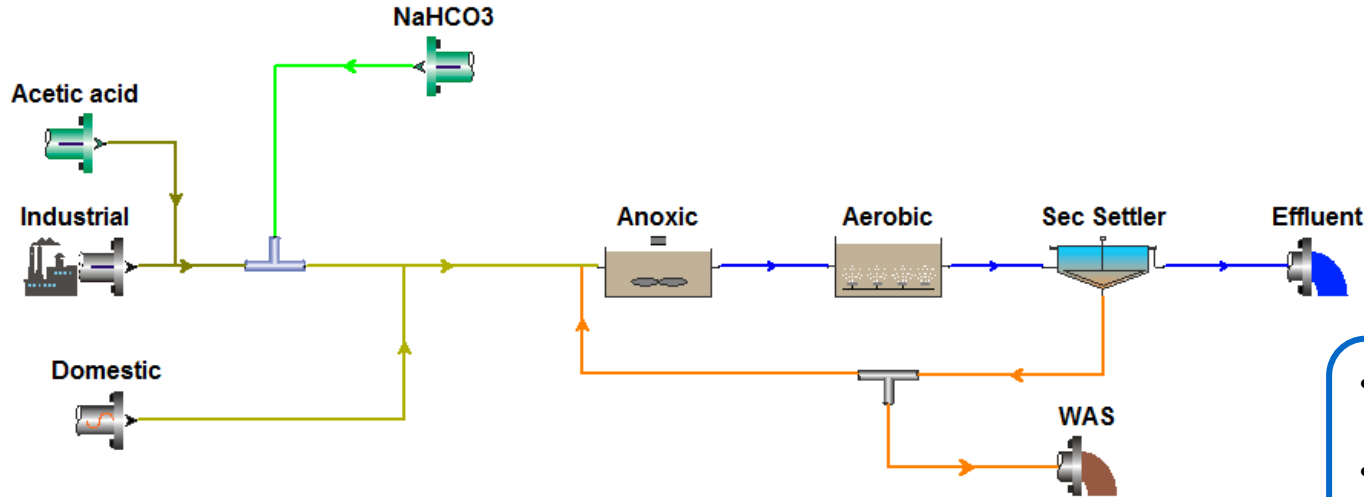 NaHCO3
Acetic acid
Industrial
Anoxic
Aerobic
Sec Settler
Effluent
Domestic
WAS